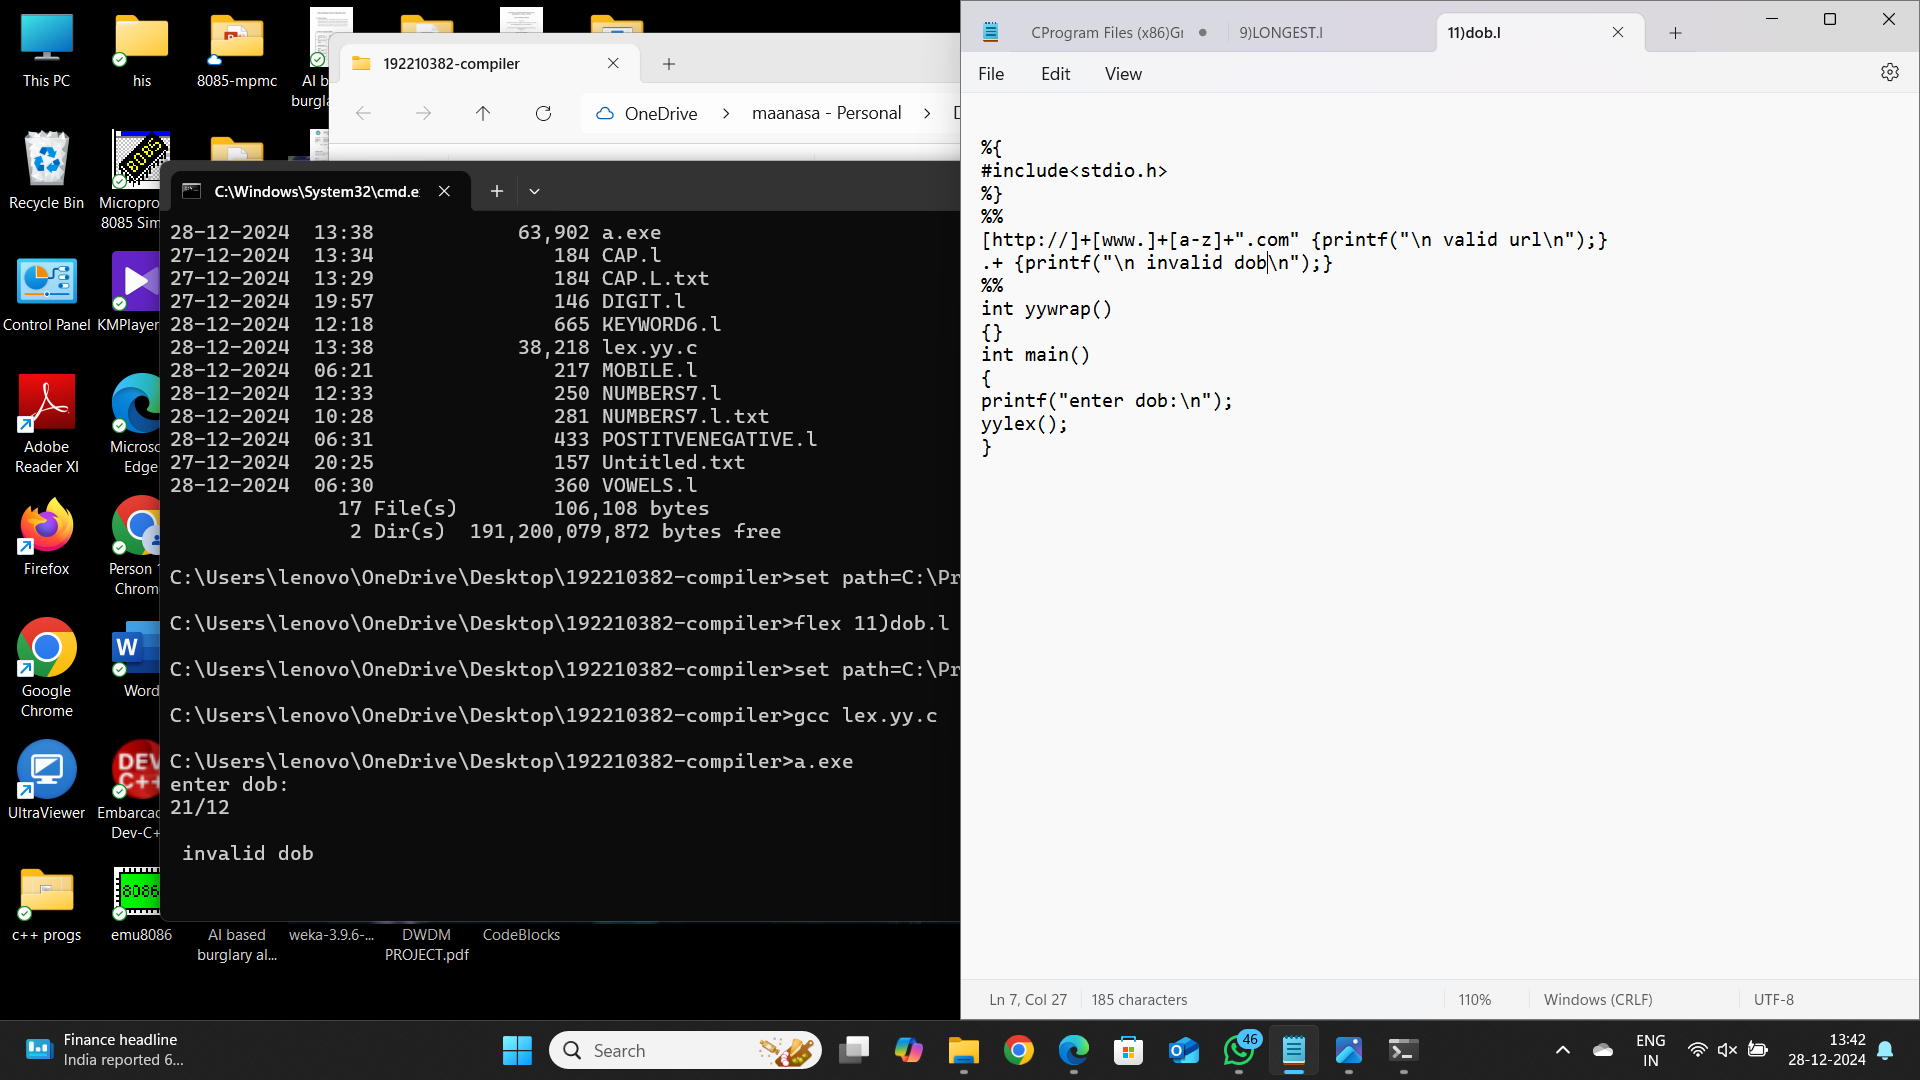 This PC
his
8085-mpmc
AI b
burgla
Recycle Bin
Micropro
8085 Sim
Control Panel
KMPlayer
Adobe
Reader XI
Micros
Edge
Firefox
Person 1
Chrom
Google
Chrome
Word
UltraViewer
Embarcad
Dev-C+
c++ progs
emu8086
AI based
burglary al...
weka-3.9.6-...
DWDM
PROJECT.pdf
CodeBlocks
192210382-compiler
OneDrive > maanasa - Personal >
C:\Windows\System32\cmd.e
28-12-2024  13:38            63,902 a.exe
27-12-2024  13:34               184 CAP.l
27-12-2024  13:29               184 CAP.L.txt
27-12-2024  19:57               146 DIGIT.l
28-12-2024  12:18               665 KEYWORD6.l
28-12-2024  13:38            38,218 lex.yy.c
28-12-2024  06:21               217 MOBILE.l
28-12-2024  12:33               250 NUMBERS7.l
28-12-2024  10:28               281 NUMBERS7.l.txt
28-12-2024  06:31               433 POSTITVENEGATIVE.l
27-12-2024  20:25               157 Untitled.txt
28-12-2024  06:30               360 VOWELS.l
17 File(s)        106,108 bytes
2 Dir(s)  191,200,079,872 bytes free
C:\Users\lenovo\OneDrive\Desktop\192210382-compiler>set path=C:\Pr
C:\Users\lenovo\OneDrive\Desktop\192210382-compiler>flex 11)dob.l
C:\Users\lenovo\OneDrive\Desktop\192210382-compiler>set path=C:\Pr
C:\Users\lenovo\OneDrive\Desktop\192210382-compiler>gcc lex.yy.c
C:\Users\lenovo\OneDrive\Desktop\192210382-compiler>a.exe
enter dob:
21/12
invalid dob
CProgram Files (x86)Gr
9)LONGEST.l
11)dob.l
File Edit View
%{
#include<stdio.h>
%}
%%
[http://]+[www.]+[a-z]+".com" {printf("\n valid url\n");}
.+ {printf("\n invalid dob\n");}
%%
int yywrap()
{}
int main()
{
printf("enter dob:\n");
yylex();
}
Ln 7, Col 27
185 characters
110%
Windows (CRLF)
UTF-8
Finance headline
India reported 6...
Search
46
ENG
IN
13:42
28-12-2024